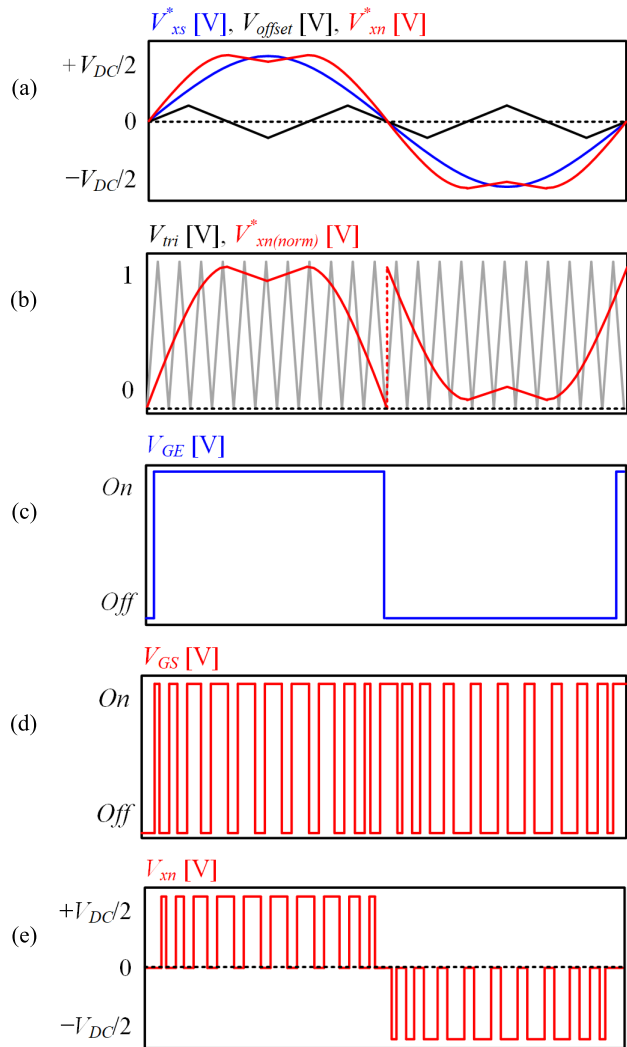 V*xs [V], Voffset [V], V*xn [V]
(a)
+VDC/2
0
−VDC/2
Vtri [V], V*xn(norm) [V]
(b)
1
0
VGE [V]
(c)
On
Off
VGS [V]
(d)
On
Off
Vxn [V]
(e)
+VDC/2
0
−VDC/2